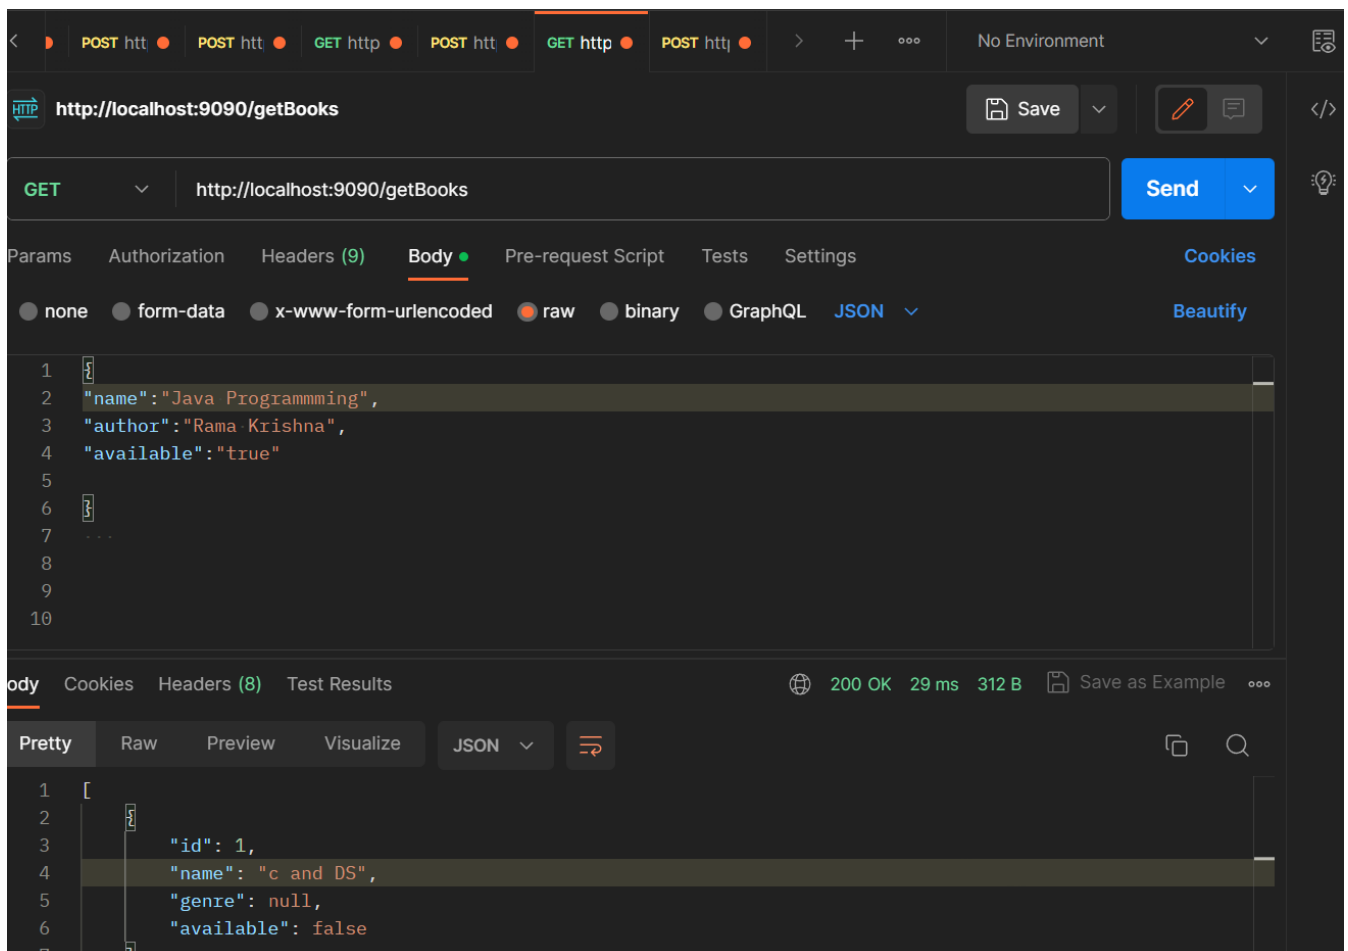 POST htt POST htt GET http POST htt GET http POST http No Environment
HTTP http://localhost:9090/getBooks Save
GET http://localhost:9090/getBooks Send
Params Authorization Headers (9) Body Pre-request Script Tests Settings Cookies
none form-data x-www-form-urlencoded raw binary GraphQL JSON Beautify
1 {
2 "name":"Java Programmming",
3 "author":"Rama Krishna",
4 "available":"true"
5
6 }
7
8
9
10
ody Cookies Headers (8) Test Results 200 OK 29 ms 312 B Save as Example
Pretty Raw Preview Visualize JSON
1 [
2 {
3 "id": 1,
4 "name": "c and DS",
5 "genre": null,
6 "available": false